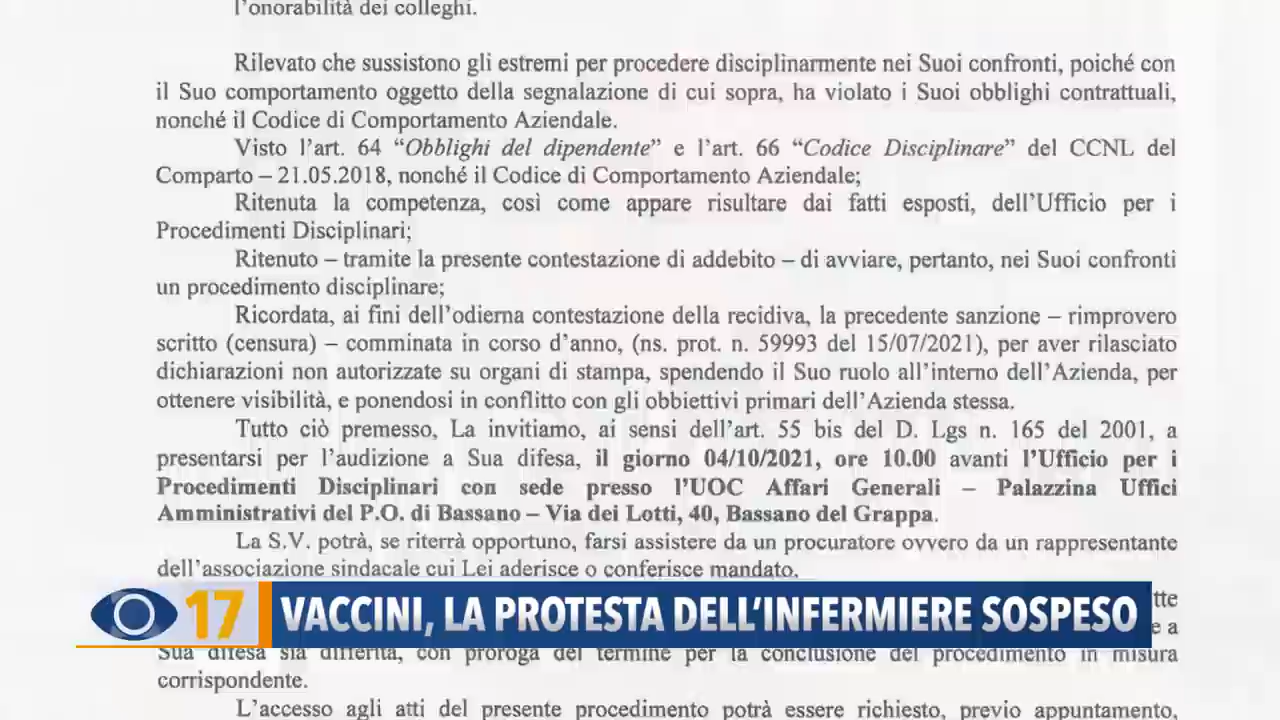 l'onorabilità dei colleghi.
Rilevato che sussistono gli estremi per procedere disciplinarmente nei Suoi confronti, poiché con
il Suo comportamento oggetto della segnalazione di cui sopra, ha violato i Suoi obblighi contrattuali,
nonché il Codice di Comportamento Aziendale.
Visto l'art. 64 “Obblighi del dipendente” e l'art. 66 “Codice Disciplinare” del CCNL del
Comparto – 21.05.2018, nonché il Codice di Comportamento Aziendale;
Ritenuta la competenza, così come appare risultare dai fatti esposti, dell'Ufficio per i
Procedimenti Disciplinari;
Ritenuto – tramite la presente contestazione di addebito – di avviare, pertanto, nei Suoi confronti
un procedimento disciplinare;
Ricordata, ai fini dell'odierna contestazione della recidiva, la precedente sanzione – rimprovero
scritto (censura) – comminata in corso d'anno, (ns. prot. n. 59993 del 15/07/2021), per aver rilasciato
dichiarazioni non autorizzate su organi di stampa, spendendo il Suo ruolo all'interno dell'Azienda, per
ottenere visibilità, e ponendosi in conflitto con gli obbiettivi primari dell'Azienda stessa.
Tutto ciò premesso, La invitiamo, ai sensi dell'art. 55 bis del D. Lgs n. 165 del 2001, a
presentarsi per l'audizione a Sua difesa, il giorno 04/10/2021, ore 10.00 avanti l'Ufficio per i
Procedimenti Disciplinari con sede presso l'UOC Affari Generali – Palazzina Uffici
Amministrativi del P.O. di Bassano – Via dei Lotti, 40, Bassano del Grappa.
La S.V. potrà, se riterrà opportuno, farsi assistere da un procuratore ovvero da un rappresentante
dell'associazione sindacale cui Lei aderisce o conferisce mandato.
tte
17 VACCINI, LA PROTESTA DELL'INFERMIERE SOSPESO
e a
Sua difesa sia differita, con proroga del termine per la conclusione del procedimento in misura
corrispondente.
L'accesso agli atti del presente procedimento potrà essere richiesto, previo appuntamento,